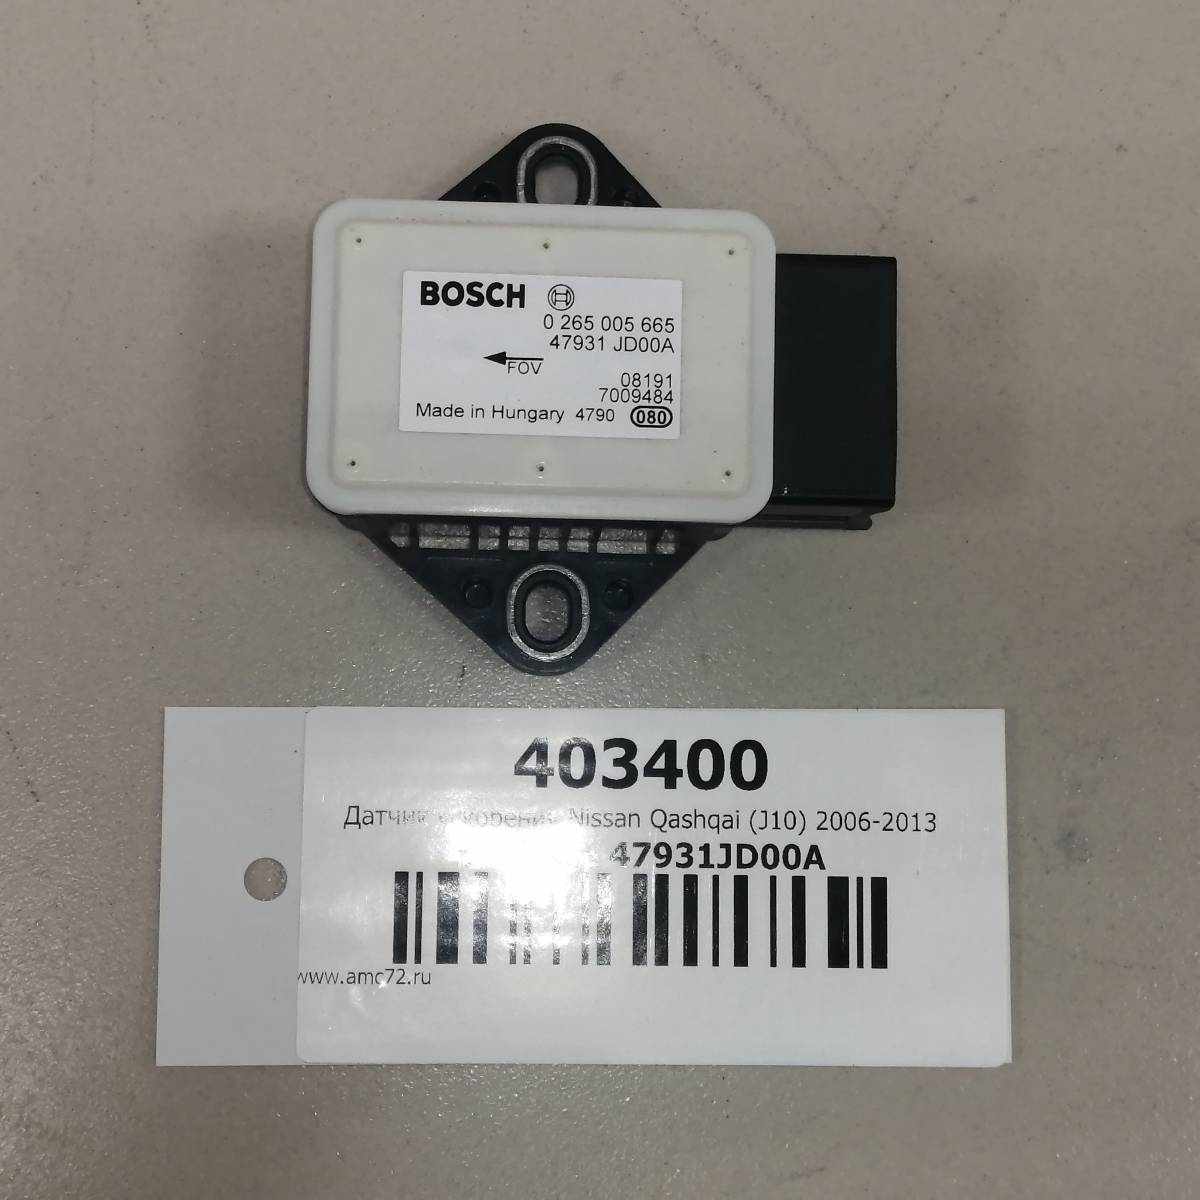 BOSCH
0 265 005 665
47931 JD00A
FOV
08191
7009484
Made in Hungary 4790 080
403400
Датчик Nissan Qashqai (J10) 2006-2013
47931JD00A
www.amc72.ru